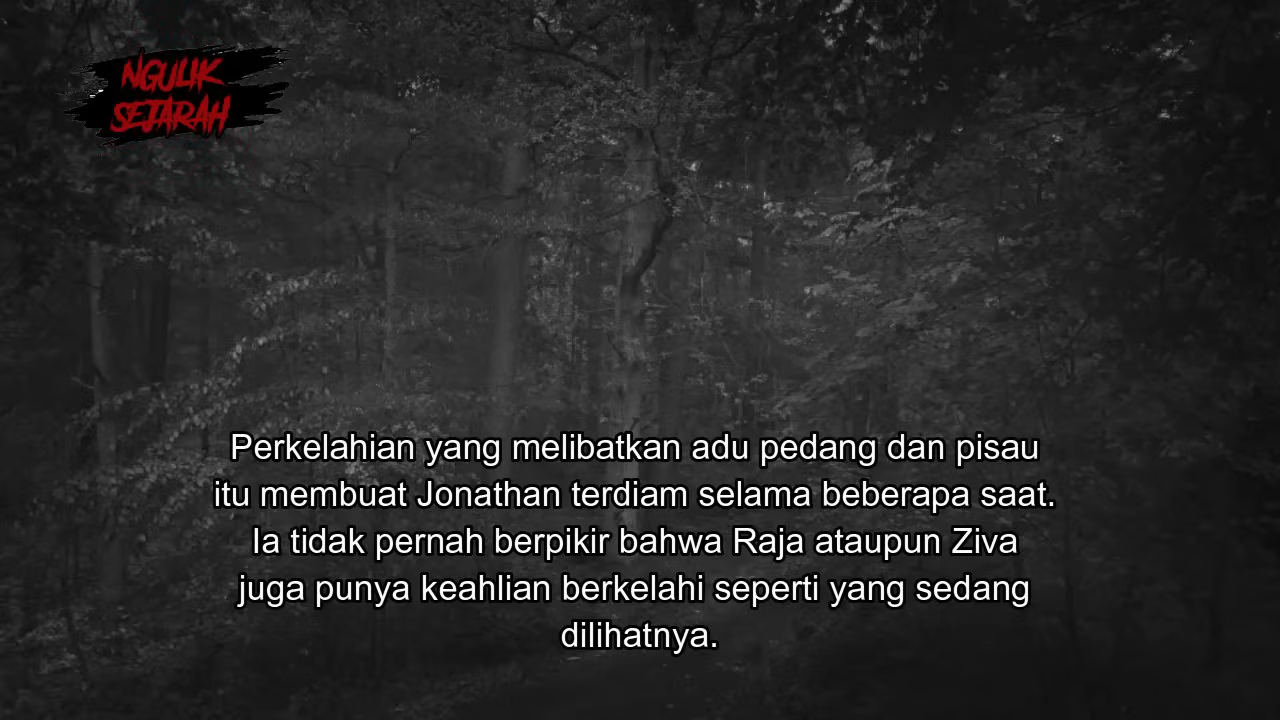 NGULIK
SEJARAH
Perkelahian yang melibatkan adu pedang dan pisau
itu membuat Jonathan terdiam selama beberapa saat.
Ia tidak pernah berpikir bahwa Raja ataupun Ziva
juga punya keahlian berkelahi seperti yang sedang
dilihatnya.